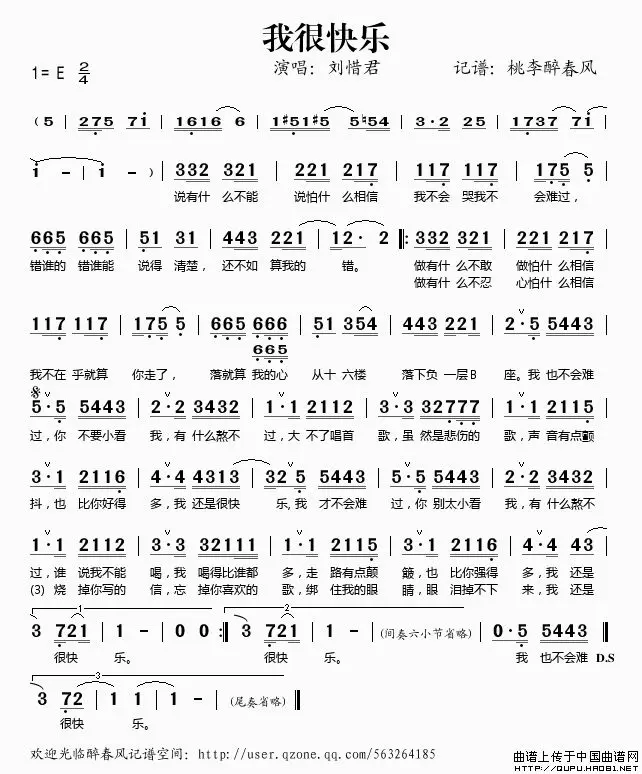 我很快乐
1= E 2/4 演唱：刘惜君 记谱：桃李醉春风
( 5 | 275 7i | 1616 6 | 1#51#5 5♮54 | 3·2 25 | 1737 7i |
i - | i - ) | 332 321 | 221 217 | 117 117 | 175 5 |
说有什 么不能 说怕什 么相信 我不会 哭我不 会难过，
665 665 | 51 31 | 443 221 | 12· 2 |: 332 321 | 221 217 |
错谁的 错谁能 说得 清楚， 还不如 算我的 错。 做有什 么不敢 做怕什 么相信
做有什 么不忍 心怕什 么相信
117 117 | 175 5 | 665 666 | 51 354 | 443 221 | 2·5 5443 |
665
我不在 乎就算 你走了， 落就算 我的心 从十 六楼 落下负 一层B 座。我 也不会难
5·5 5443 | 2·2 3432 | 1·1 2112 | 3·3 32777 | 1·1 2115 |
过，你 不要小看 我，有 什么熬不 过，大 不了唱首 歌，虽 然是悲伤的 歌，声 音有点颤
3·1 2116 | 4·4 4313 | 32 5 5443 | 5·5 5443 | 2·2 3432 |
抖，也 比你好得 多，我 还是很快 乐，我 才不会难 过，你 别太小看 我，有 什么熬不
1·1 2112 | 3·3 32111 | 1·1 2115 | 3·1 2116 | 4·4 43 |
过，谁 说我不能 喝，我 喝得比谁都 多，走 路有点颠 簸，也 比你强得 多，我 还是
(3) 烧 掉你写的 信，忘 掉你喜欢的 歌，绑 住我的眼 睛，眼 泪掉不下 来，我 还是
1 2
3 721 | 1 - | 0 0 :| 3 721 | 1 - (间奏六小节省略) | 0·5 5443 ||
很快 乐。 很快 乐。 我 也不会难 D.S
3
3 72 | 1 1 | 1 - (尾奏省略) ||
很快 乐。
欢迎光临醉春风记谱空间：http://user.qzone.qq.com/563264185
曲谱上传于中国曲谱网
HTTP://QUPU.HAO81.NET